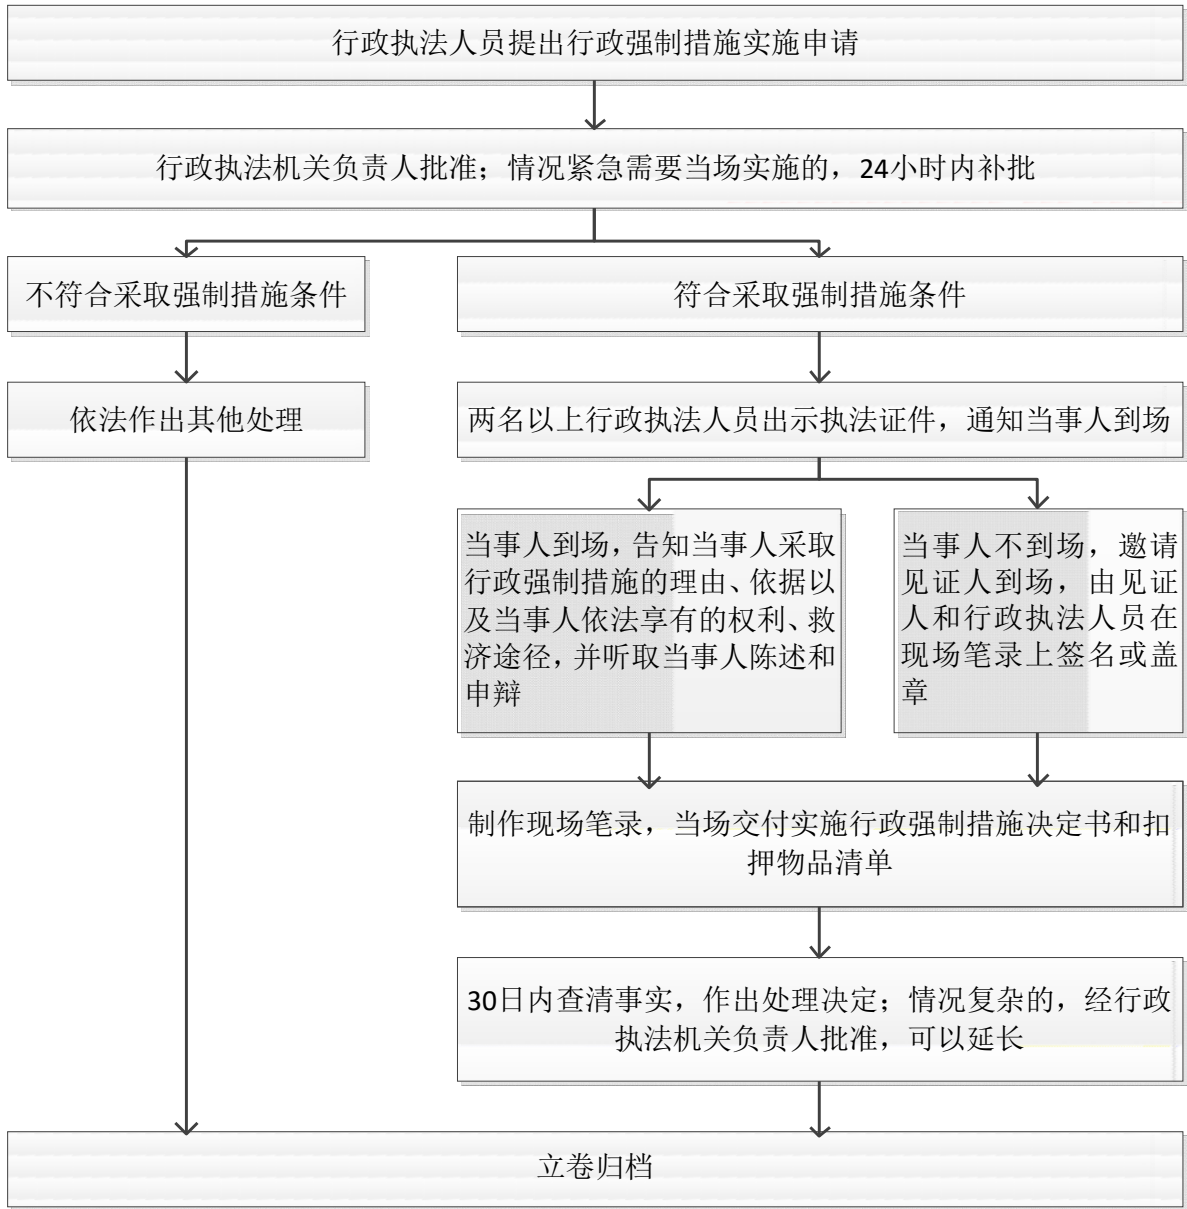 行政执法人员提出行政强制措施实施申请
行政执法机关负责人批准；情况紧急需要当场实施的，24小时内补批
不符合采取强制措施条件
符合采取强制措施条件
依法作出其他处理
两名以上行政执法人员出示执法证件，通知当事人到场
当事人到场，告知当事人采取
行政强制措施的理由、依据以
及当事人依法享有的权利、救
济途径，并听取当事人陈述和
申辩
当事人不到场，邀请
见证人到场，由见证
人和行政执法人员在
现场笔录上签名或盖
章
制作现场笔录，当场交付实施行政强制措施决定书和扣
押物品清单
30日内查清事实，作出处理决定；情况复杂的，经行政
执法机关负责人批准，可以延长
立卷归档